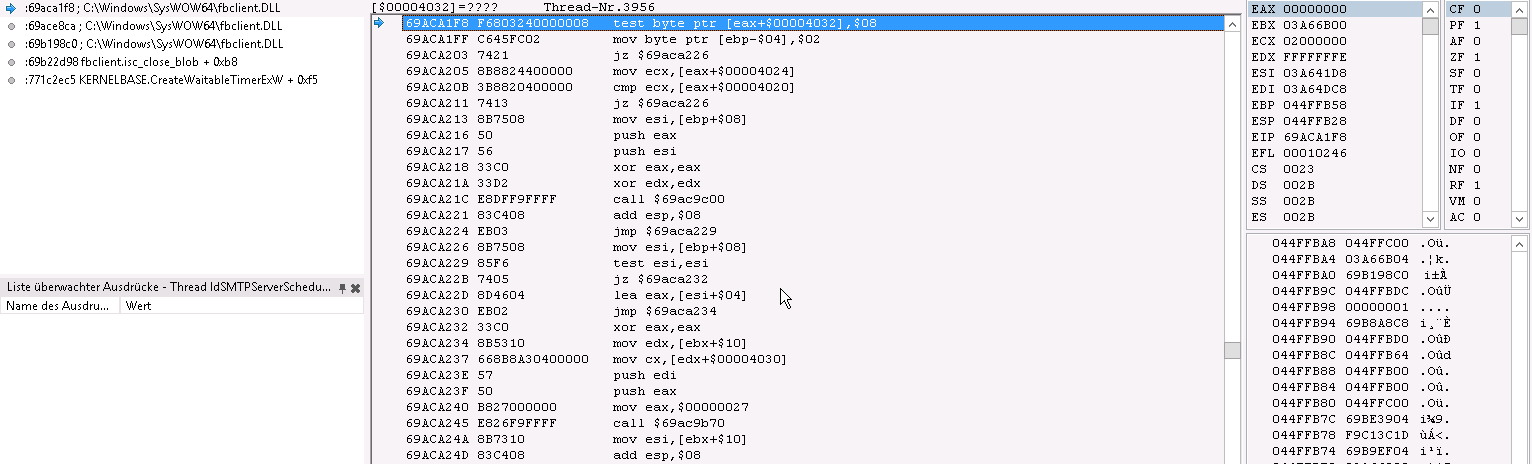 :69aca1f8 ; C:\Windows\SysWOW64\fbclient.DLL
:69ace8ca ; C:\Windows\SysWOW64\fbclient.DLL
:69b198c0 ; C:\Windows\SysWOW64\fbclient.DLL
:69b22d98 fbclient.isc_close_blob + 0xb8
:771c2ec5 KERNELBASE.CreateWaitableTimerExW + 0xf5
Liste überwachter Ausdrücke - Thread IdSMTPServerSchedu...
Name des Ausdru... Wert
[$00004032]=???? Thread-Nr.3956
69ACA1F8 F6803240000008 test byte ptr [eax+$00004032],$08
69ACA1FF C645FC02 mov byte ptr [ebp-$04],$02
69ACA203 7421 jz $69aca226
69ACA205 8B8824400000 mov ecx,[eax+$00004024]
69ACA20B 3B8820400000 cmp ecx,[eax+$00004020]
69ACA211 7413 jz $69aca226
69ACA213 8B7508 mov esi,[ebp+$08]
69ACA216 50 push eax
69ACA217 56 push esi
69ACA218 33C0 xor eax,eax
69ACA21A 33D2 xor edx,edx
69ACA21C E8DFF9FFFF call $69ac9c00
69ACA221 83C408 add esp,$08
69ACA224 EB03 jmp $69aca229
69ACA226 8B7508 mov esi,[ebp+$08]
69ACA229 85F6 test esi,esi
69ACA22B 7405 jz $69aca232
69ACA22D 8D4604 lea eax,[esi+$04]
69ACA230 EB02 jmp $69aca234
69ACA232 33C0 xor eax,eax
69ACA234 8B5310 mov edx,[ebx+$10]
69ACA237 668B8A30400000 mov cx,[edx+$00004030]
69ACA23E 57 push edi
69ACA23F 50 push eax
69ACA240 B827000000 mov eax,$00000027
69ACA245 E826F9FFFF call $69ac9b70
69ACA24A 8B7310 mov esi,[ebx+$10]
69ACA24D 83C408 add esp,$08
EAX 00000000
EBX 03A66B00
ECX 02000000
EDX FFFFFFFE
ESI 03A641D8
EDI 03A64DC8
EBP 044FFB58
ESP 044FFB28
EIP 69ACA1F8
EFL 00010246
CS 0023
DS 002B
SS 002B
ES 002B
CF 0
PF 1
AF 0
ZF 1
SF 0
TF 0
IF 1
DF 0
OF 0
IO 0
NF 0
RF 1
VM 0
AC 0
044FFBA8 044FFC00 .Oü.
044FFBA4 03A66B04 .¦k.
044FFBA0 69B198C0 i±À
044FFB9C 044FFBDC .OûÜ
044FFB98 00000001 ....
044FFB94 69B8A8C8 i¸¨È
044FFB90 044FFBD0 .OûÐ
044FFB8C 044FFB64 .Oûd
044FFB88 044FFB00 .Oû.
044FFB84 044FFB00 .Oû.
044FFB80 044FFC00 .Oü.
044FFB7C 69BE3904 i¾9.
044FFB78 F9C13C1D ùÁ<.
044FFB74 69B9EF04 i¹ï.